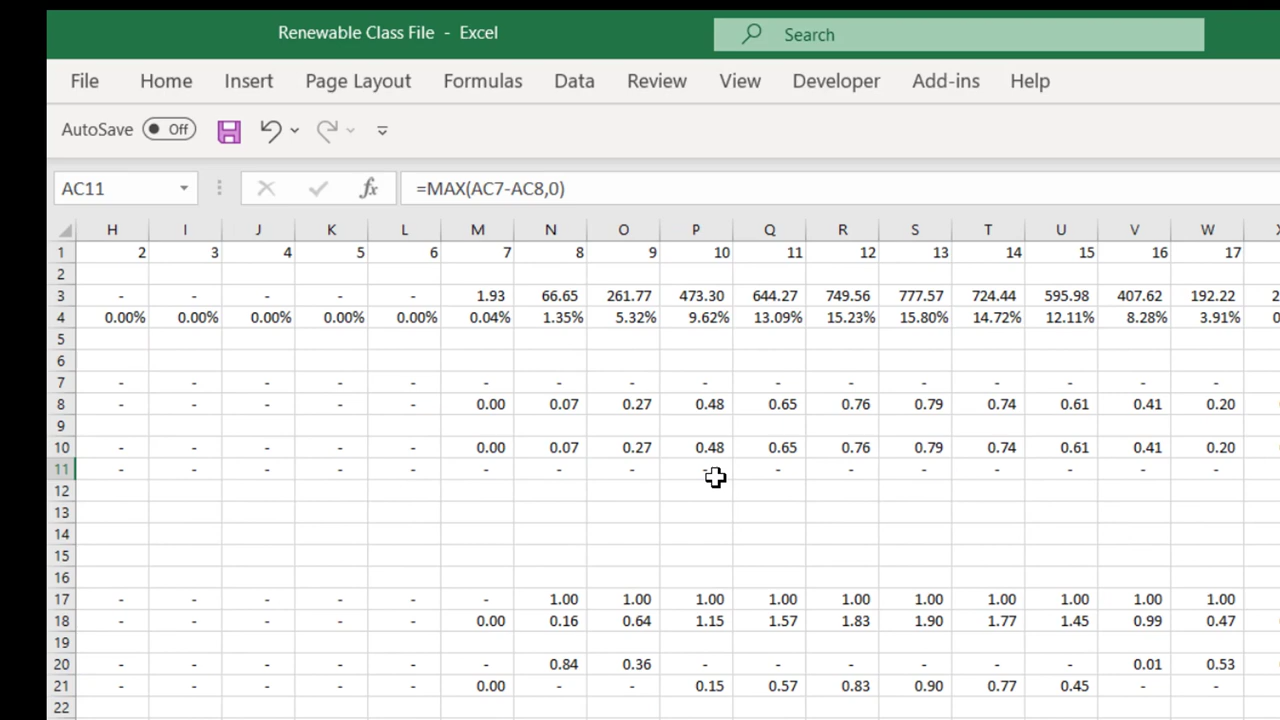 Renewable Class File - Excel
Search
File Home Insert Page Layout Formulas Data Review View Developer Add-ins Help
AutoSave Off
AC11 fx =MAX(AC7-AC8,0)
H I J K L M N O P Q R S T U V W
1 2 3 4 5 6 7 8 9 10 11 12 13 14 15 16 17
2
3 - - - - - 1.93 66.65 261.77 473.30 644.27 749.56 777.57 724.44 595.98 407.62 192.22 2
4 0.00% 0.00% 0.00% 0.00% 0.00% 0.04% 1.35% 5.32% 9.62% 13.09% 15.23% 15.80% 14.72% 12.11% 8.28% 3.91% 0
5
6
7 - - - - - - - - - - - - - - - -
8 - - - - - 0.00 0.07 0.27 0.48 0.65 0.76 0.79 0.74 0.61 0.41 0.20
9
10 - - - - - 0.00 0.07 0.27 0.48 0.65 0.76 0.79 0.74 0.61 0.41 0.20
11 - - - - - - - - - - - - - - - -
12
13
14
15
16
17 - - - - - - 1.00 1.00 1.00 1.00 1.00 1.00 1.00 1.00 1.00 1.00
18 - - - - - 0.00 0.16 0.64 1.15 1.57 1.83 1.90 1.77 1.45 0.99 0.47
19
20 - - - - - - 0.84 0.36 - - - - - - 0.01 0.53
21 - - - - - 0.00 - - 0.15 0.57 0.83 0.90 0.77 0.45 - -
22